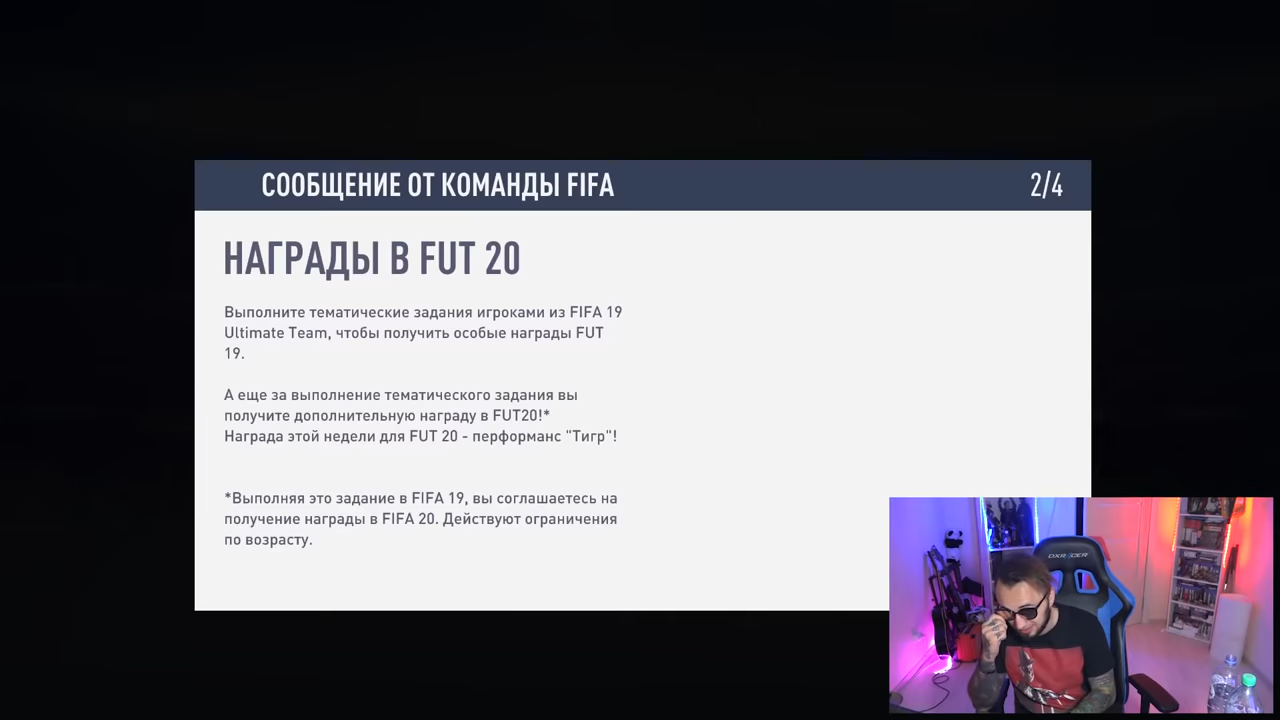 СООБЩЕНИЕ ОТ КОМАНДЫ FIFA
2/4
НАГРАДЫ В FUT 20
Выполните тематические задания игроками из FIFA 19
Ultimate Team, чтобы получить особые награды FUT
19.
А еще за выполнение тематического задания вы
получите дополнительную награду в FUT20!*
Награда этой недели для FUT 20 - перформанс "Тигр"!
*Выполняя это задание в FIFA 19, вы соглашаетесь на
получение награды в FIFA 20. Действуют ограничения
по возрасту.
DXRACER